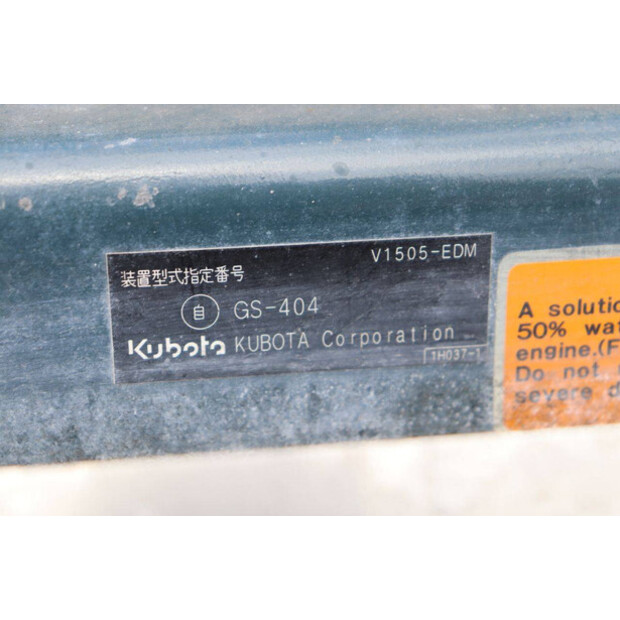 V1505-EDM
装置型式指定番号
自 GS-404
Kubota KUBOTA Corporation
1H037-1
A solutio
50% wat
engine.(F
Do not
severe d